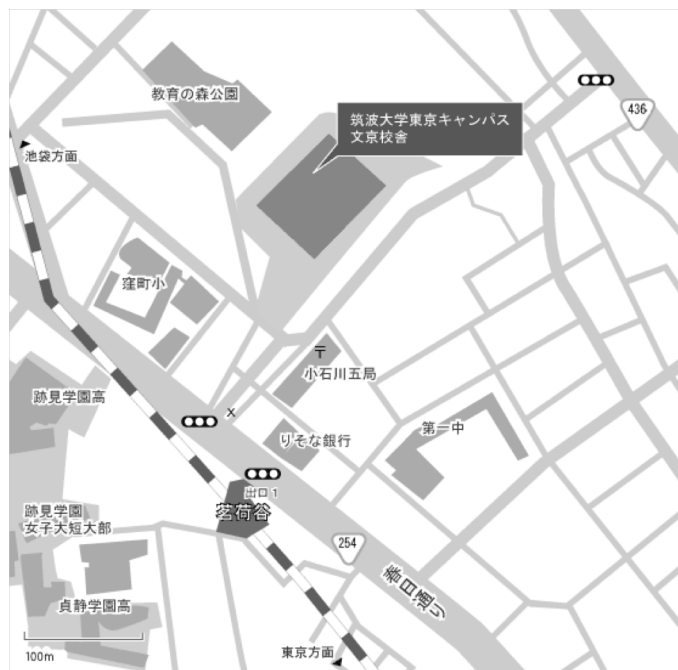 教育の森公園
筑波大学東京キャンパス
文京校舎
436
池袋方面
窪町小
〒
小石川五局
跡見学園高
X
りそな銀行
第一中
出口1
茗荷谷
跡見学園
女子大短大部
254
春日通り
貞静学園高
東京方面
100m